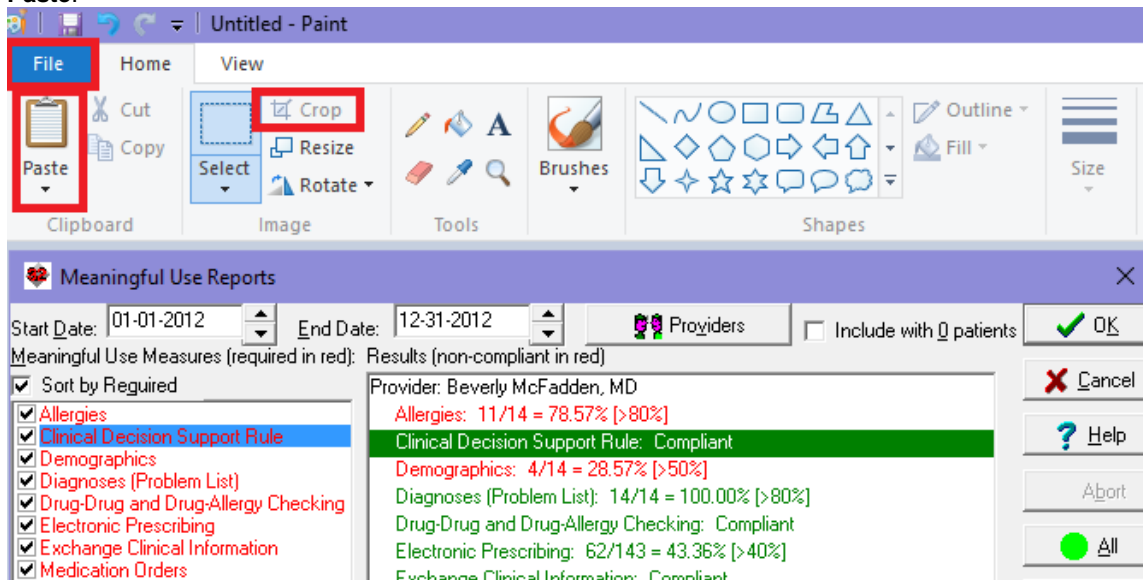 Paste.
Untitled - Paint
File Home View
Cut
Copy
Paste
Clipboard
Select
Crop
Resize
Rotate
Image
A
Tools
Brushes
Shapes
Outline
Fill
Size
Meaningful Use Reports
Start Date: 01-01-2012 End Date: 12-31-2012 Providers Include with 0 patients
Meaningful Use Measures (required in red): Results (non-compliant in red)
Sort by Required
Allergies
Clinical Decision Support Rule
Demographics
Diagnoses (Problem List)
Drug-Drug and Drug-Allergy Checking
Electronic Prescribing
Exchange Clinical Information
Medication Orders
Provider: Beverly McFadden, MD
Allergies: 11/14 = 78.57% [>80%]
Clinical Decision Support Rule: Compliant
Demographics: 4/14 = 28.57% [>50%]
Diagnoses (Problem List): 14/14 = 100.00% [>80%]
Drug-Drug and Drug-Allergy Checking: Compliant
Electronic Prescribing: 62/143 = 43.36% [>40%]
Exchange Clinical Information: Compliant
OK
Cancel
Help
Abort
All